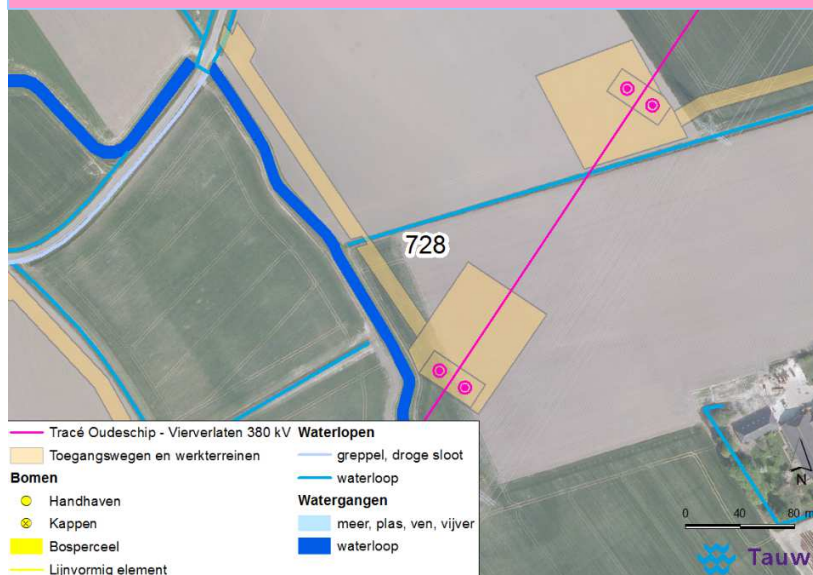 728
Tracé Oudeschip - Vierverlaten 380 kV
Toegangswegen en werkterreinen
Bomen
Handhaven
Kappen
Bosperceel
Lijnvormig element
Waterlopen
greppel, droge sloot
waterloop
Watergangen
meer, plas, ven, vijver
waterloop
N
0 40 80 m
Tauw